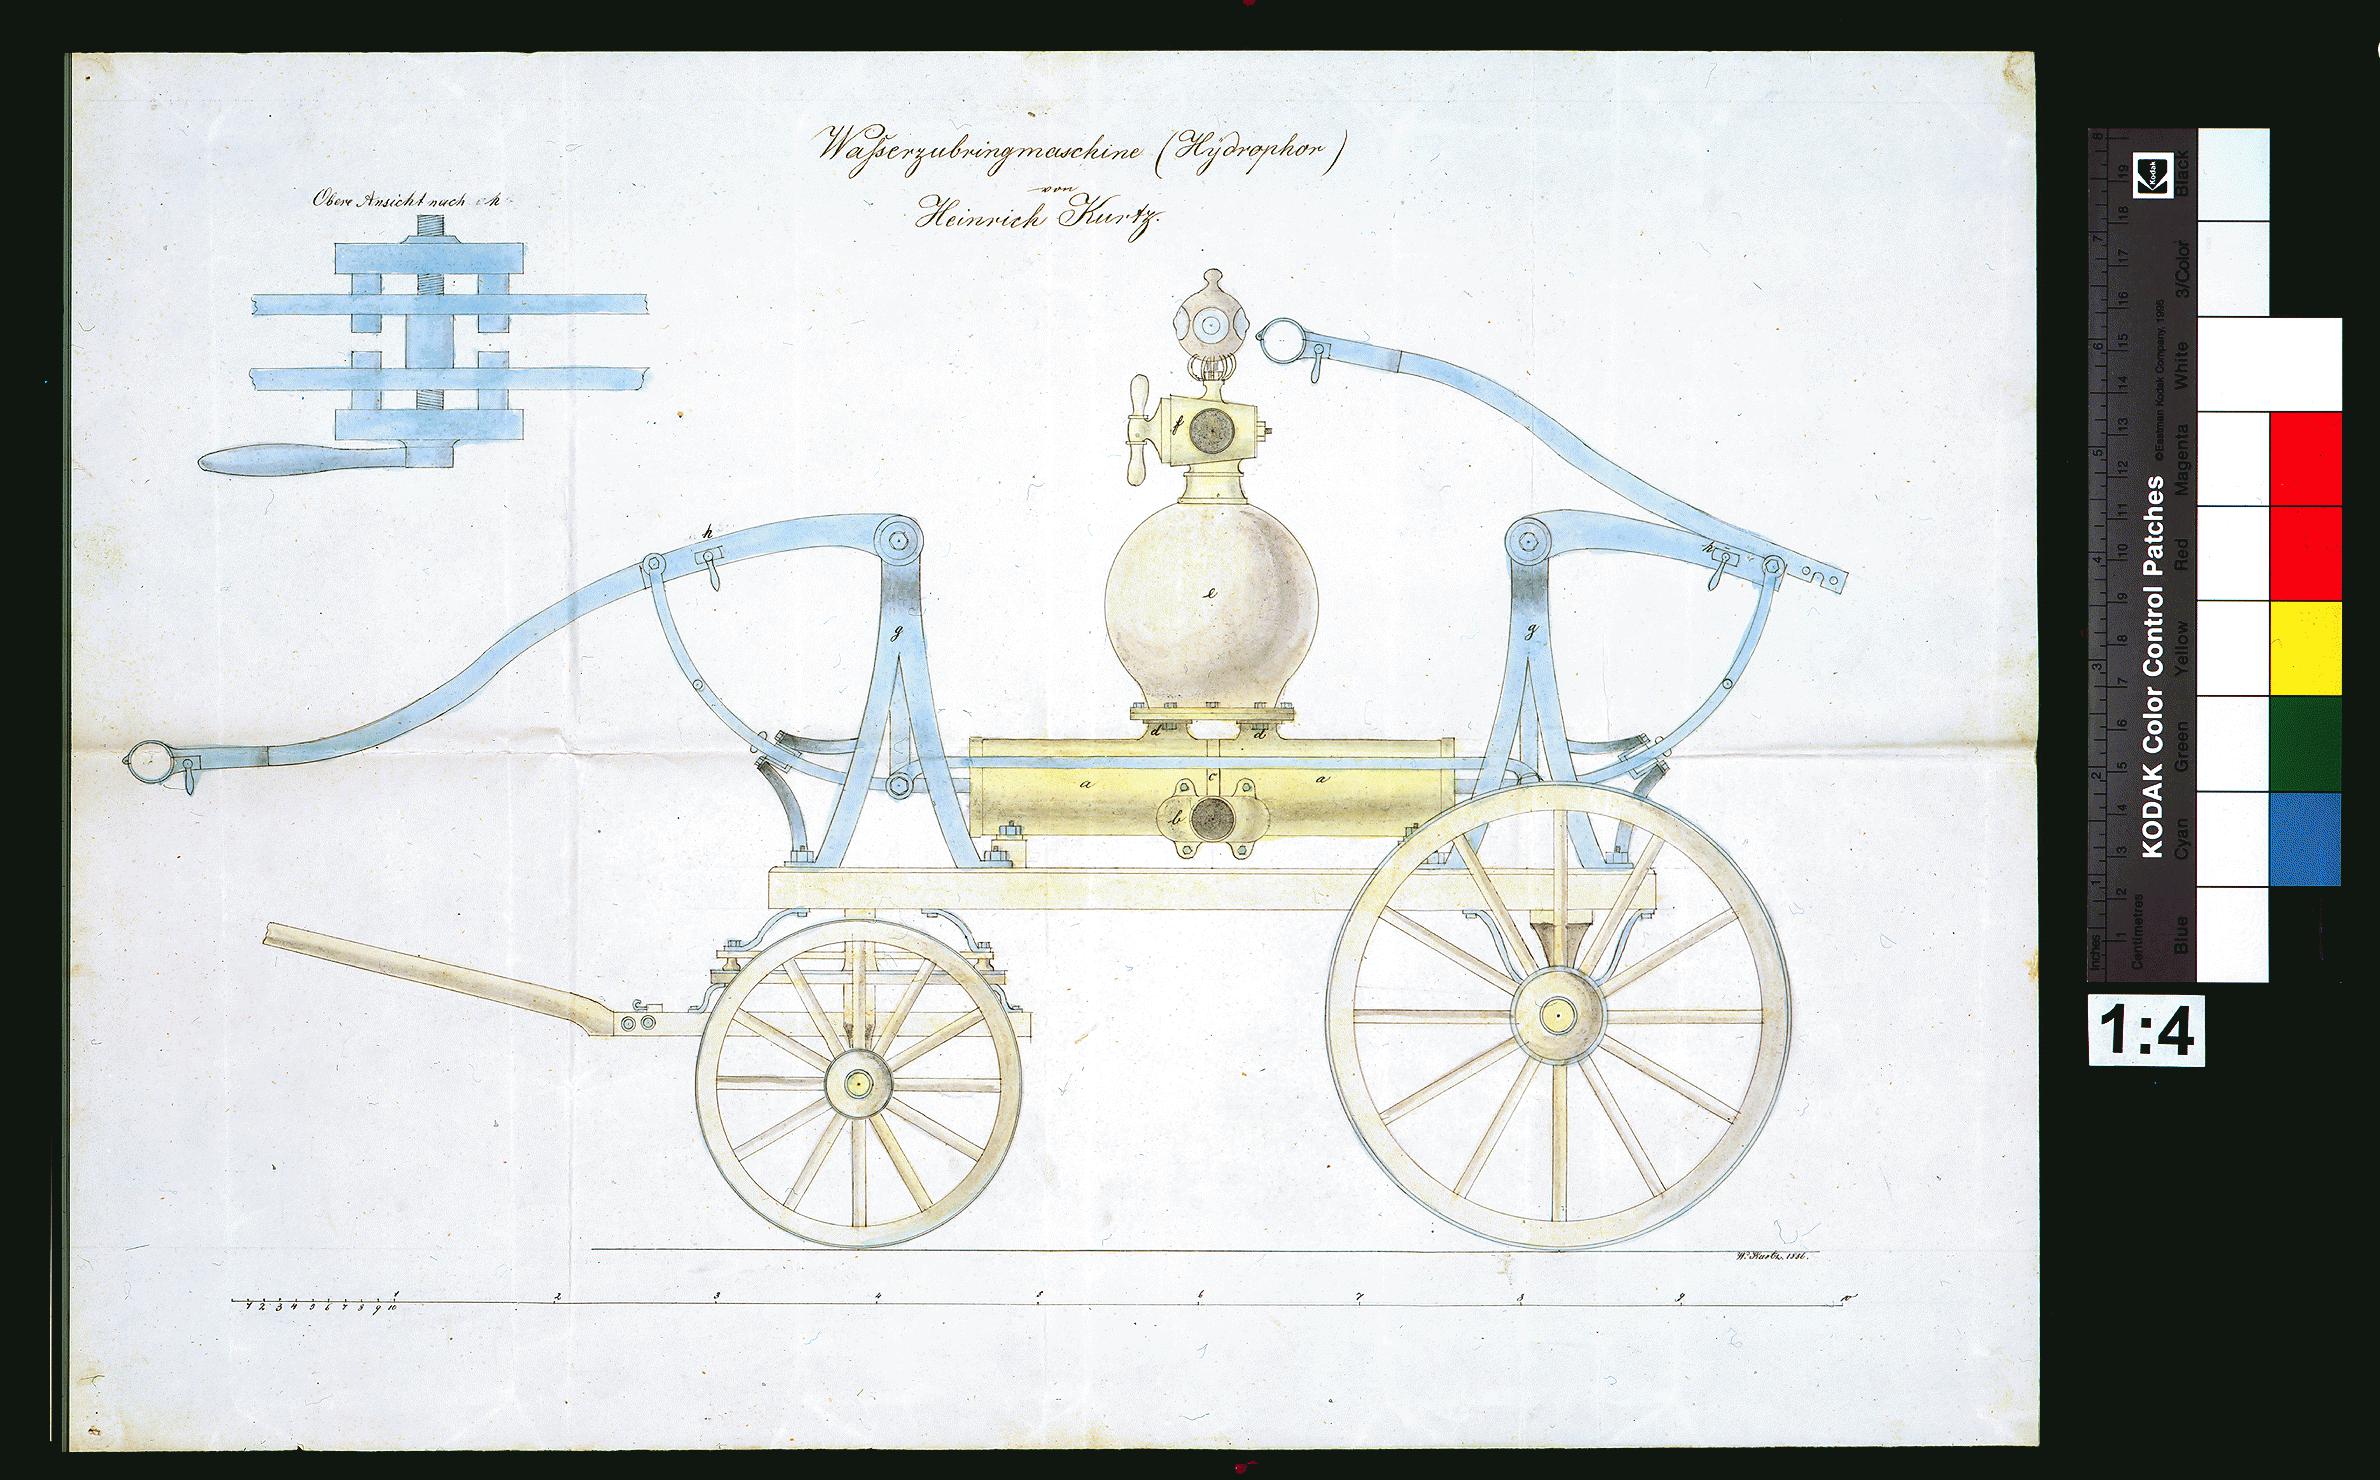 Waßserzubringmaschine (Hÿdrophor)
von
Heinrich Kurtz.
Obere Ansicht nach h
h
f
e
h
g
g
d
d
a
c
a
b
W. Kurtz. 1886.
1 2 3 4 5 6 7 8 9 10
1 2 3 4 5 6 7 8 9 10
KODAK Color Control Patches
©Eastman Kodak Company, 1995
Kodak
Inches 1 2 3 4 5 6 7 8
Centimetres 1 2 3 4 5 6 7 8 9 10 11 12 13 14 15 16 17 18 19
Blue Cyan Green Yellow Red Magenta White 3/Color Black
1:4